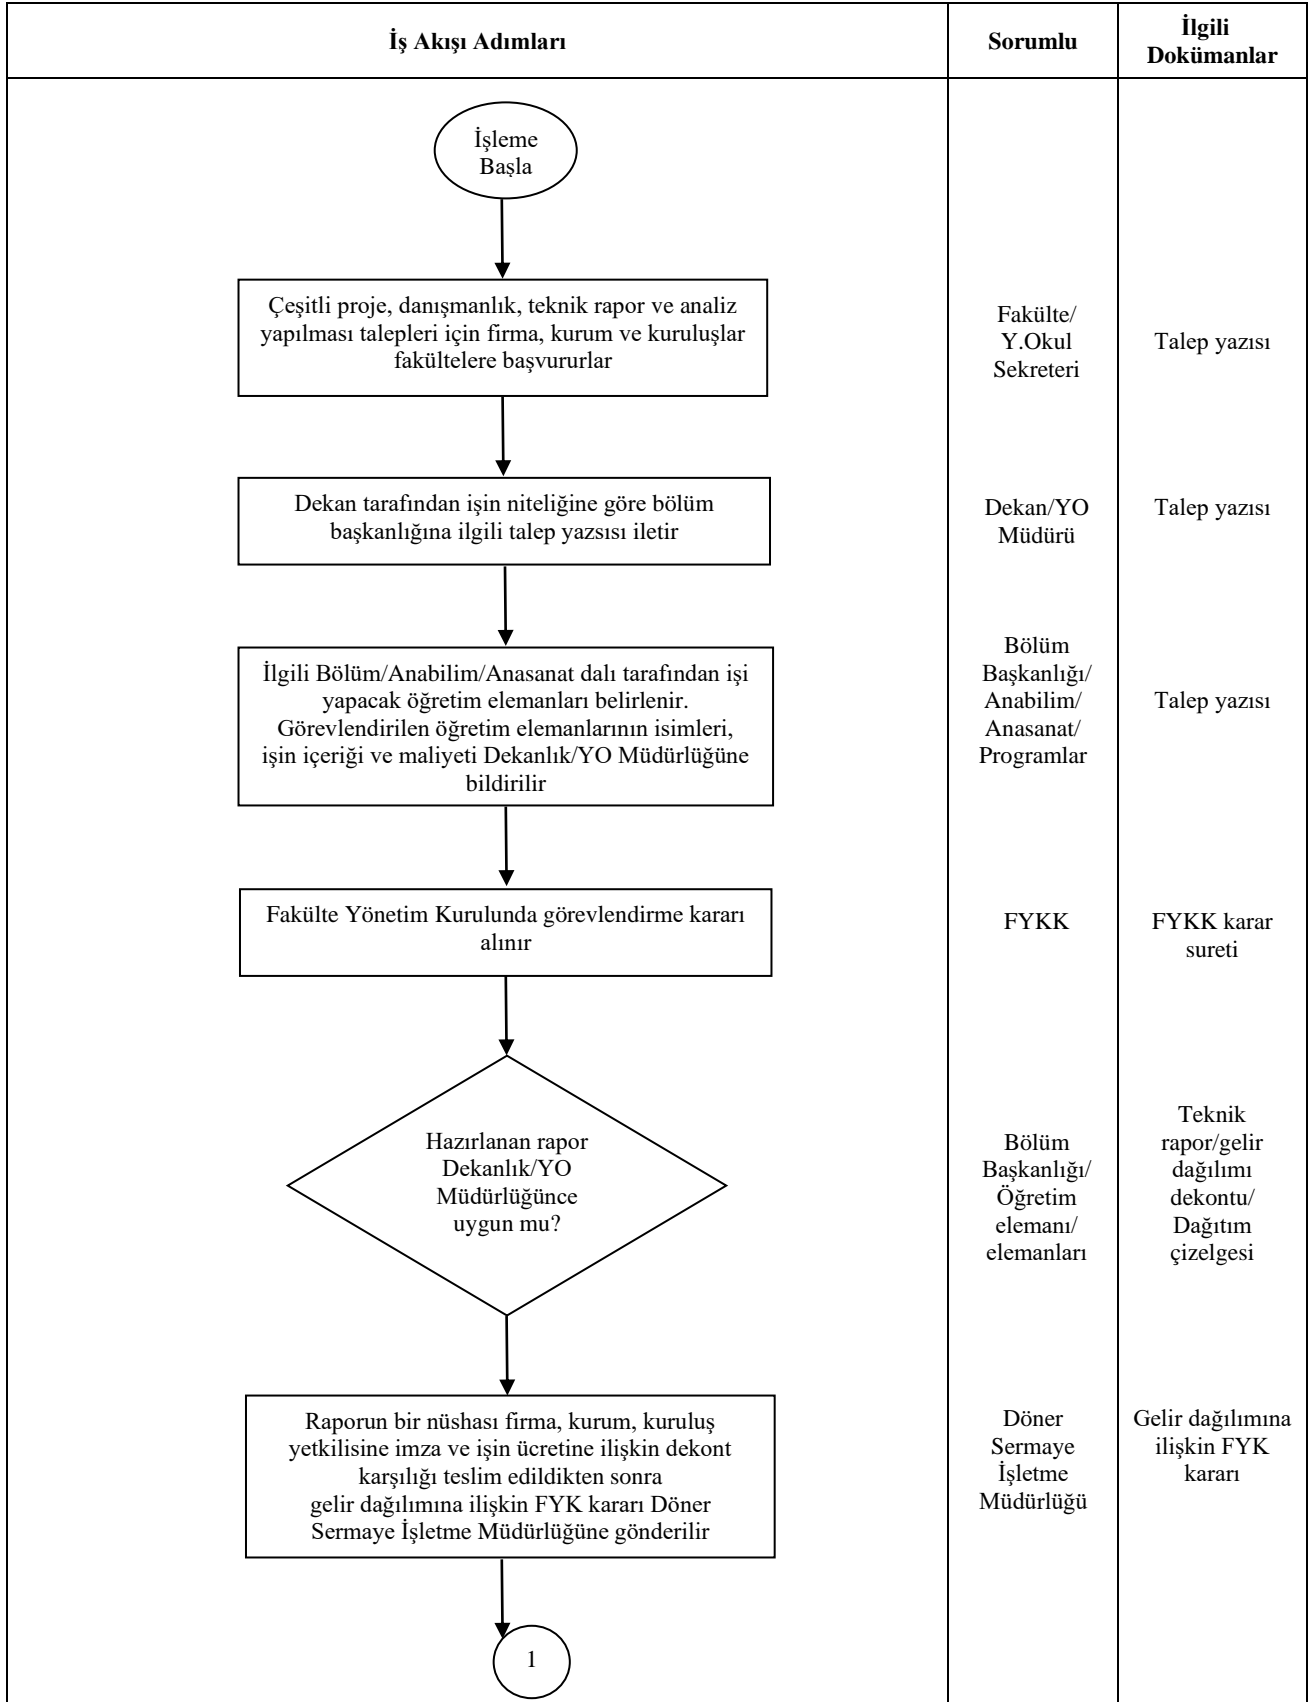 İş Akışı Adımları
Sorumlu
İlgili
Dokümanlar
İşleme
Başla
Çeşitli proje, danışmanlık, teknik rapor ve analiz
yapılması talepleri için firma, kurum ve kuruluşlar
fakültelere başvururlar
Fakülte/
Y.Okul
Sekreteri
Talep yazısı
Dekan tarafından işin niteliğine göre bölüm
başkanlığına ilgili talep yazsısı iletir
Dekan/YO
Müdürü
Talep yazısı
İlgili Bölüm/Anabilim/Anasanat dalı tarafından işi
yapacak öğretim elemanları belirlenir.
Görevlendirilen öğretim elemanlarının isimleri,
işin içeriği ve maliyeti Dekanlık/YO Müdürlüğüne
bildirilir
Bölüm
Başkanlığı/
Anabilim/
Anasanat/
Programlar
Talep yazısı
Fakülte Yönetim Kurulunda görevlendirme kararı
alınır
FYKK
FYKK karar
sureti
Hazırlanan rapor
Dekanlık/YO
Müdürlüğünce
uygun mu?
Bölüm
Başkanlığı/
Öğretim
elemanı/
elemanları
Teknik
rapor/gelir
dağılımı
dekontu/
Dağıtım
çizelgesi
Raporun bir nüshası firma, kurum, kuruluş
yetkilisine imza ve işin ücretine ilişkin dekont
karşılığı teslim edildikten sonra
gelir dağılımına ilişkin FYK kararı Döner
Sermaye İşletme Müdürlüğüne gönderilir
Döner
Sermaye
İşletme
Müdürlüğü
Gelir dağılımına
ilişkin FYK
kararı
1